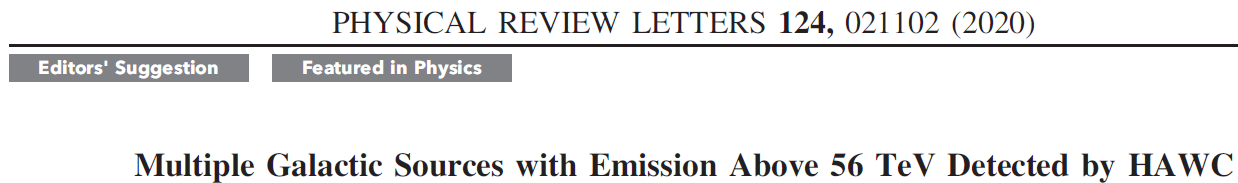 PHYSICAL REVIEW LETTERS 124, 021102 (2020)
Editors' Suggestion Featured in Physics
Multiple Galactic Sources with Emission Above 56 TeV Detected by HAWC